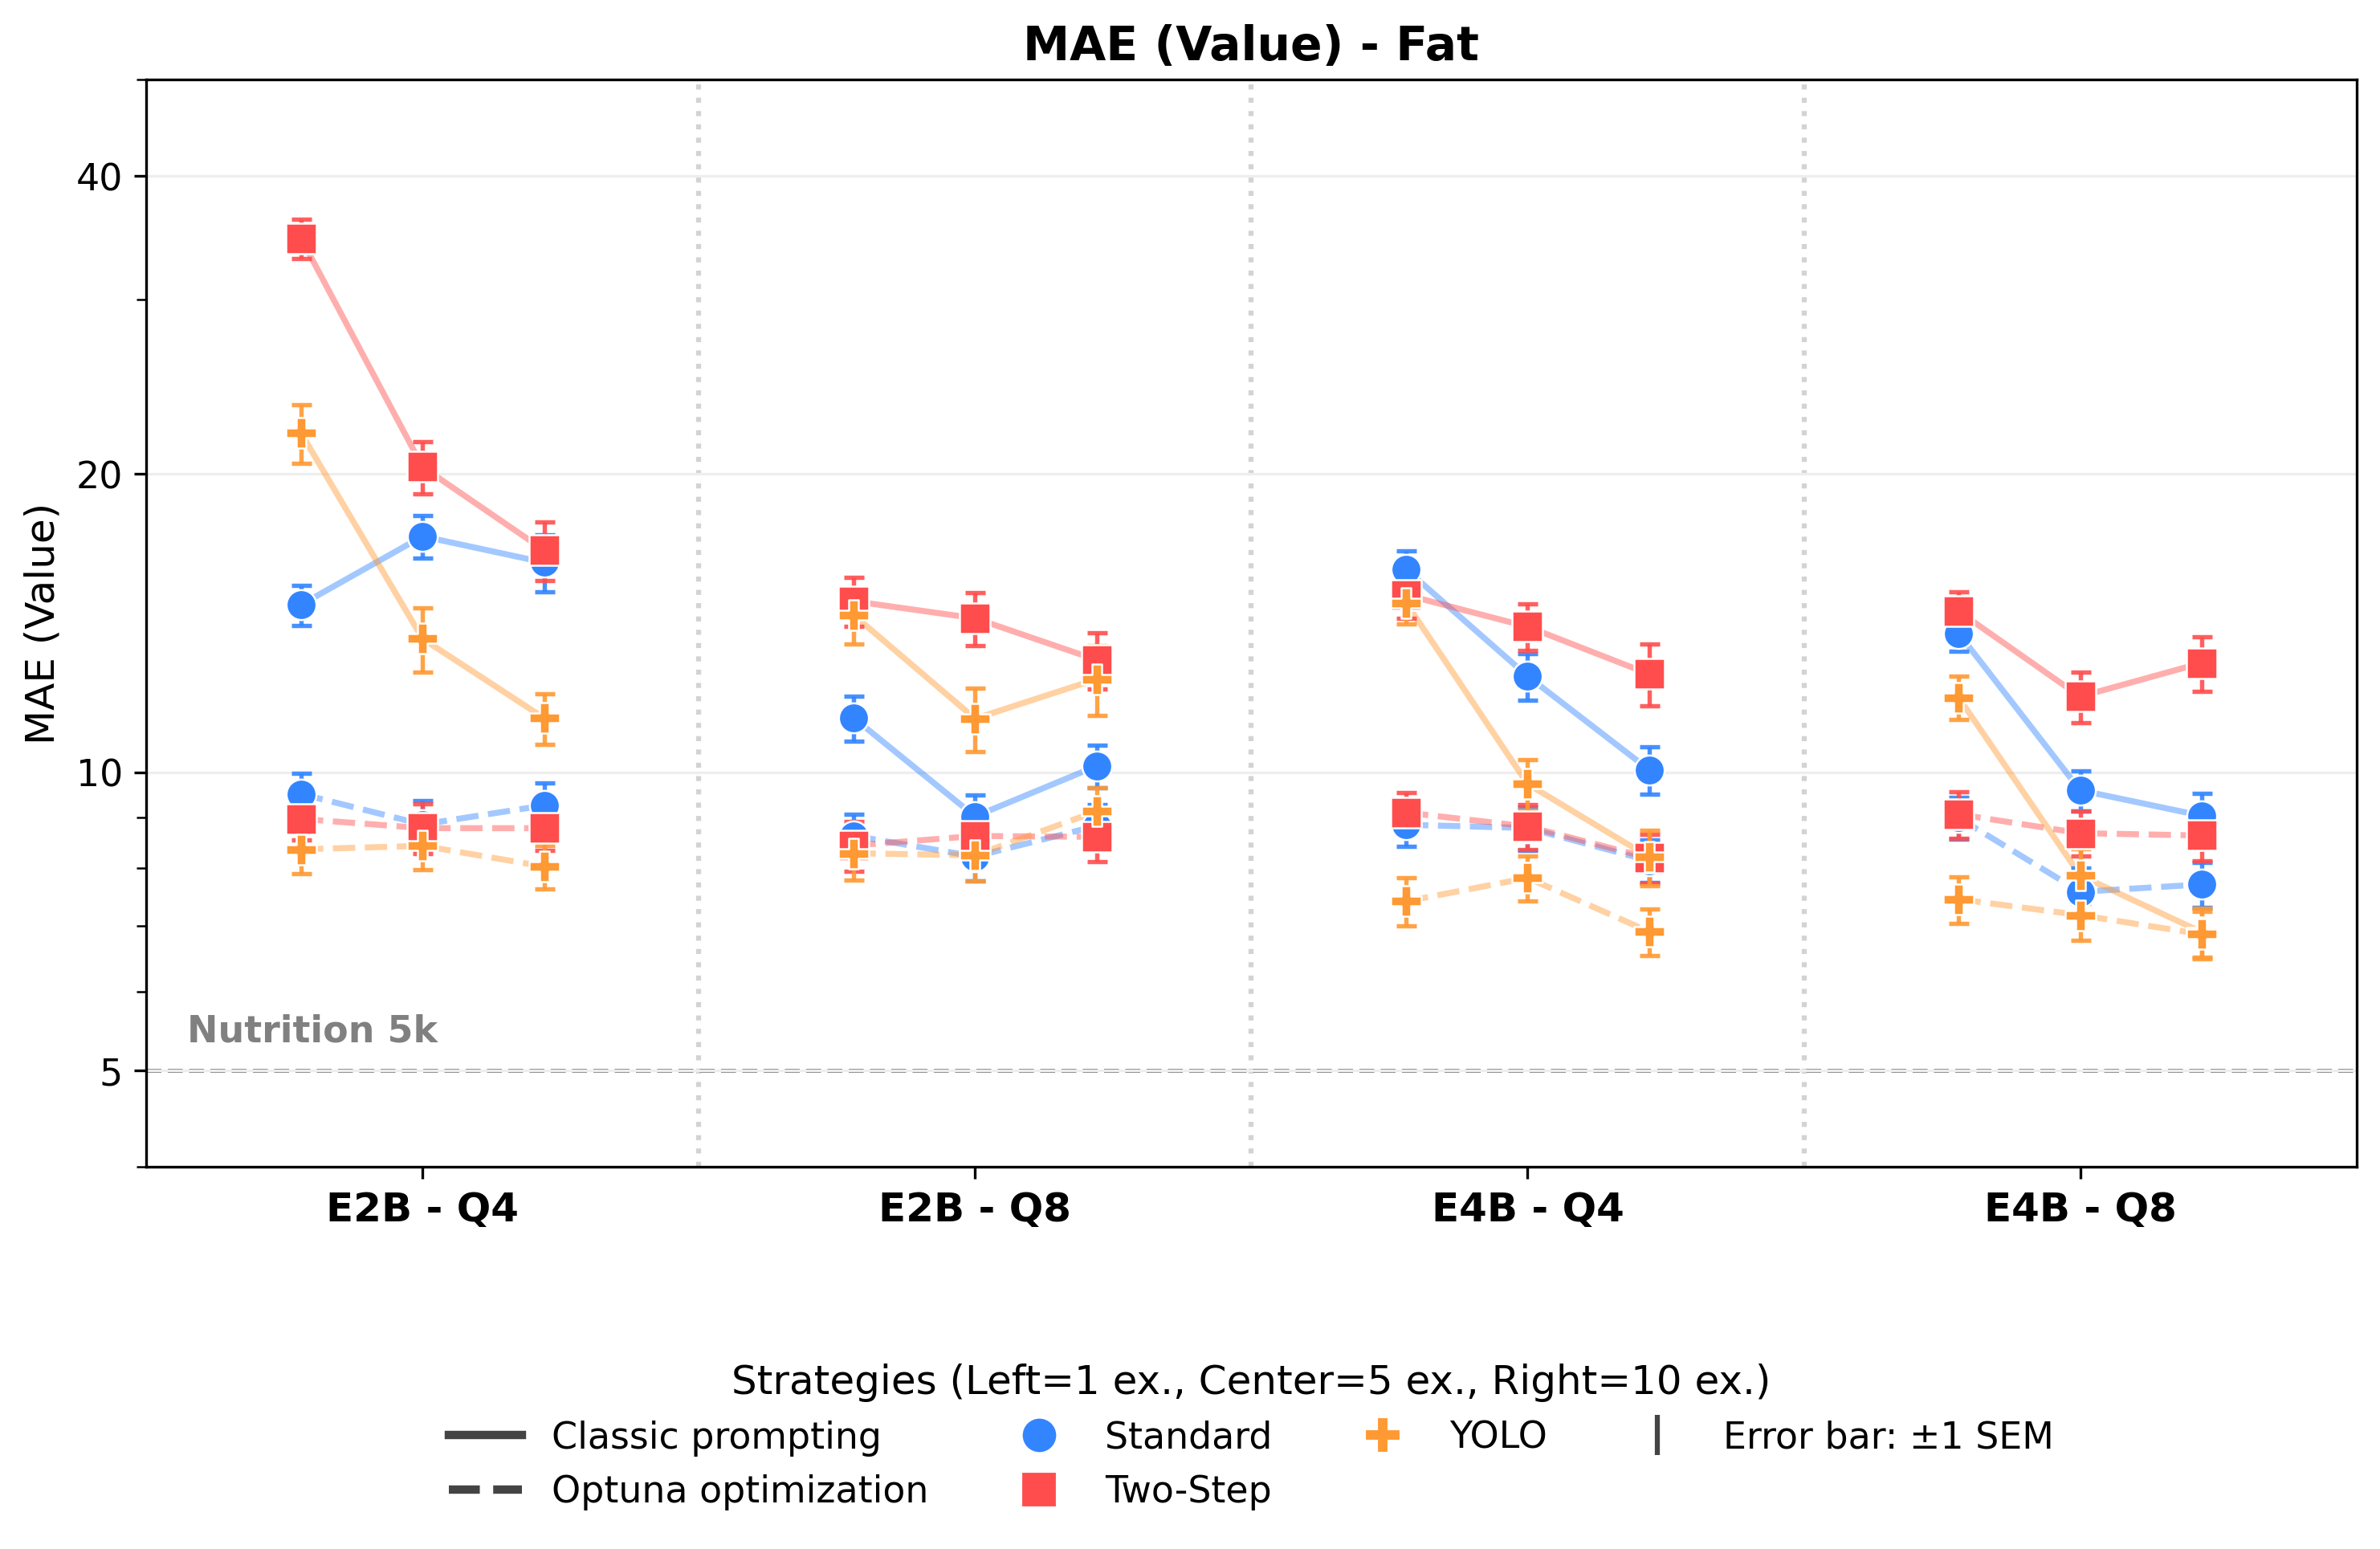 MAE (Value) - Fat
MAE (Value)
40
20
10
5
Nutrition 5k
E2B - Q4
E2B - Q8
E4B - Q4
E4B - Q8
Strategies (Left=1 ex., Center=5 ex., Right=10 ex.)
Classic prompting
Optuna optimization
Standard
Two-Step
YOLO
Error bar: ±1 SEM